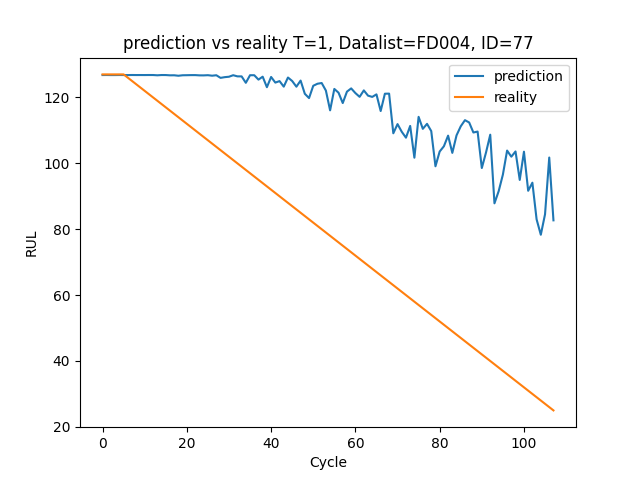 prediction vs reality T=1, Datalist=FD004, ID=77
prediction
reality
120
100
80
60
40
20
RUL
0 20 40 60 80 100
Cycle